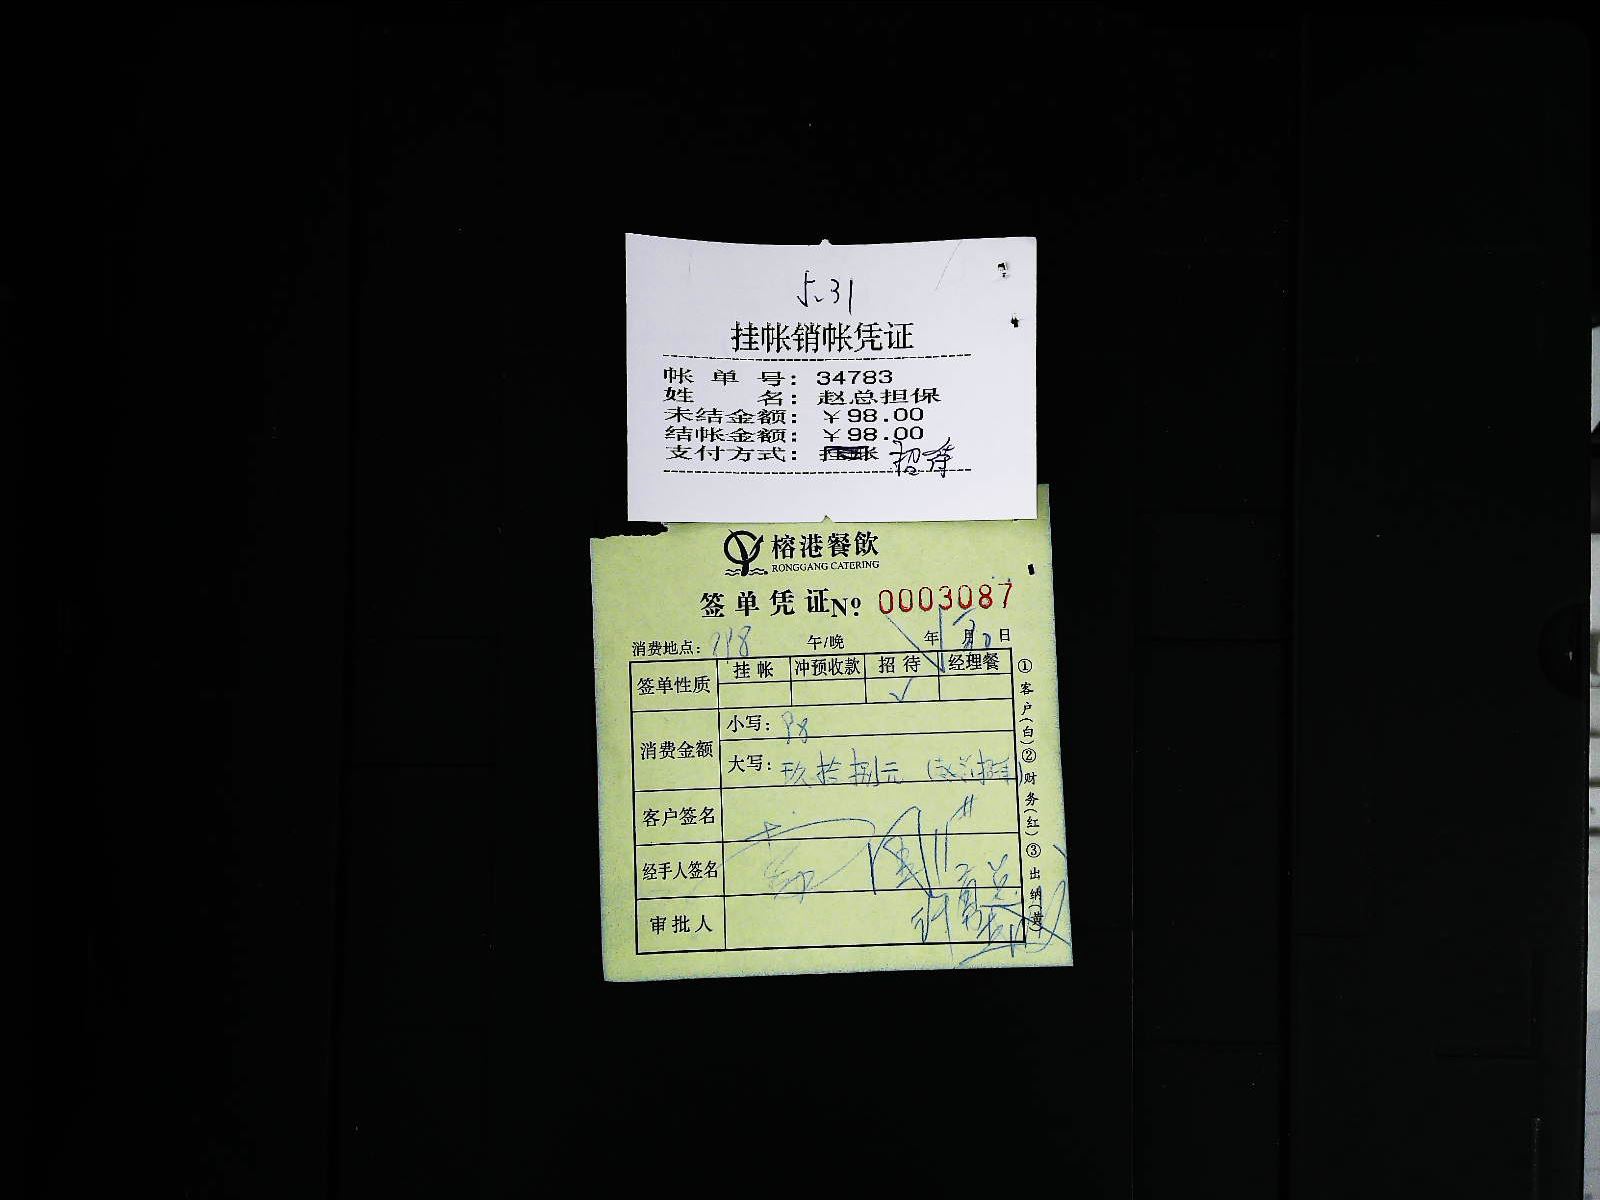 5.31
挂帐销帐凭证
帐单号: 34783
姓名: 赵总担保
未结金额: ￥98.00
结帐金额: ￥98.00
支付方式: 挂账 招待
榕港餐飲
RONGGANG CATERING
签单凭证 No. 0003087
消费地点: 午/晚 年 月 日
签单性质 挂帐 冲预收款 招待 经理餐
√
消费金额 小写: 98
大写: 玖拾捌元
客户签名
经手人签名
审批人
①客户(白)②财务(红)③出纳(黄)